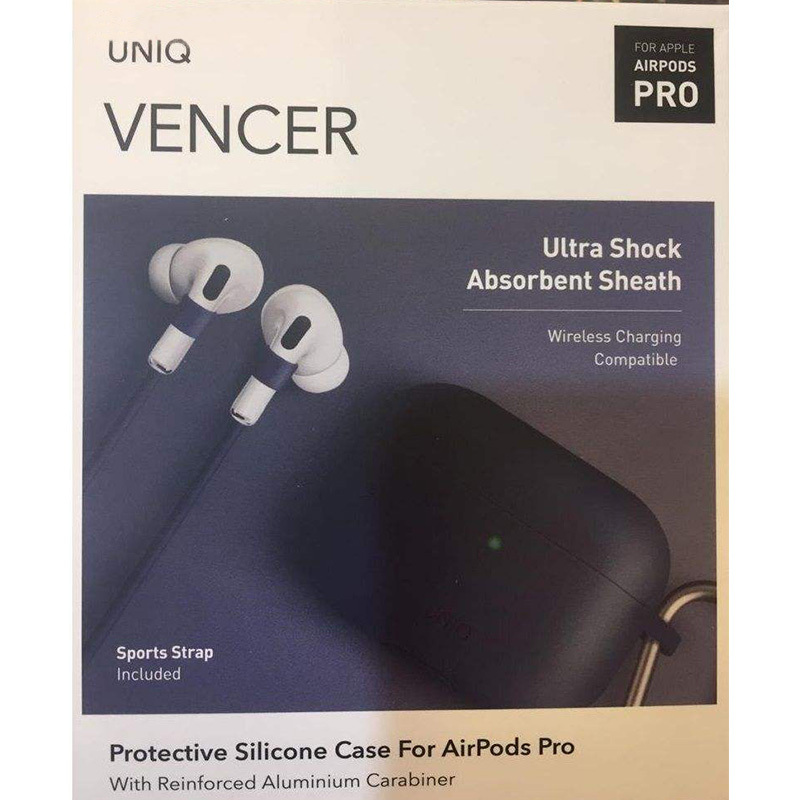 UNIQ
VENCER
FOR APPLE
AIRPODS
PRO
Ultra Shock
Absorbent Sheath
Wireless Charging
Compatible
Sports Strap
Included
Protective Silicone Case For AirPods Pro
With Reinforced Aluminium Carabiner